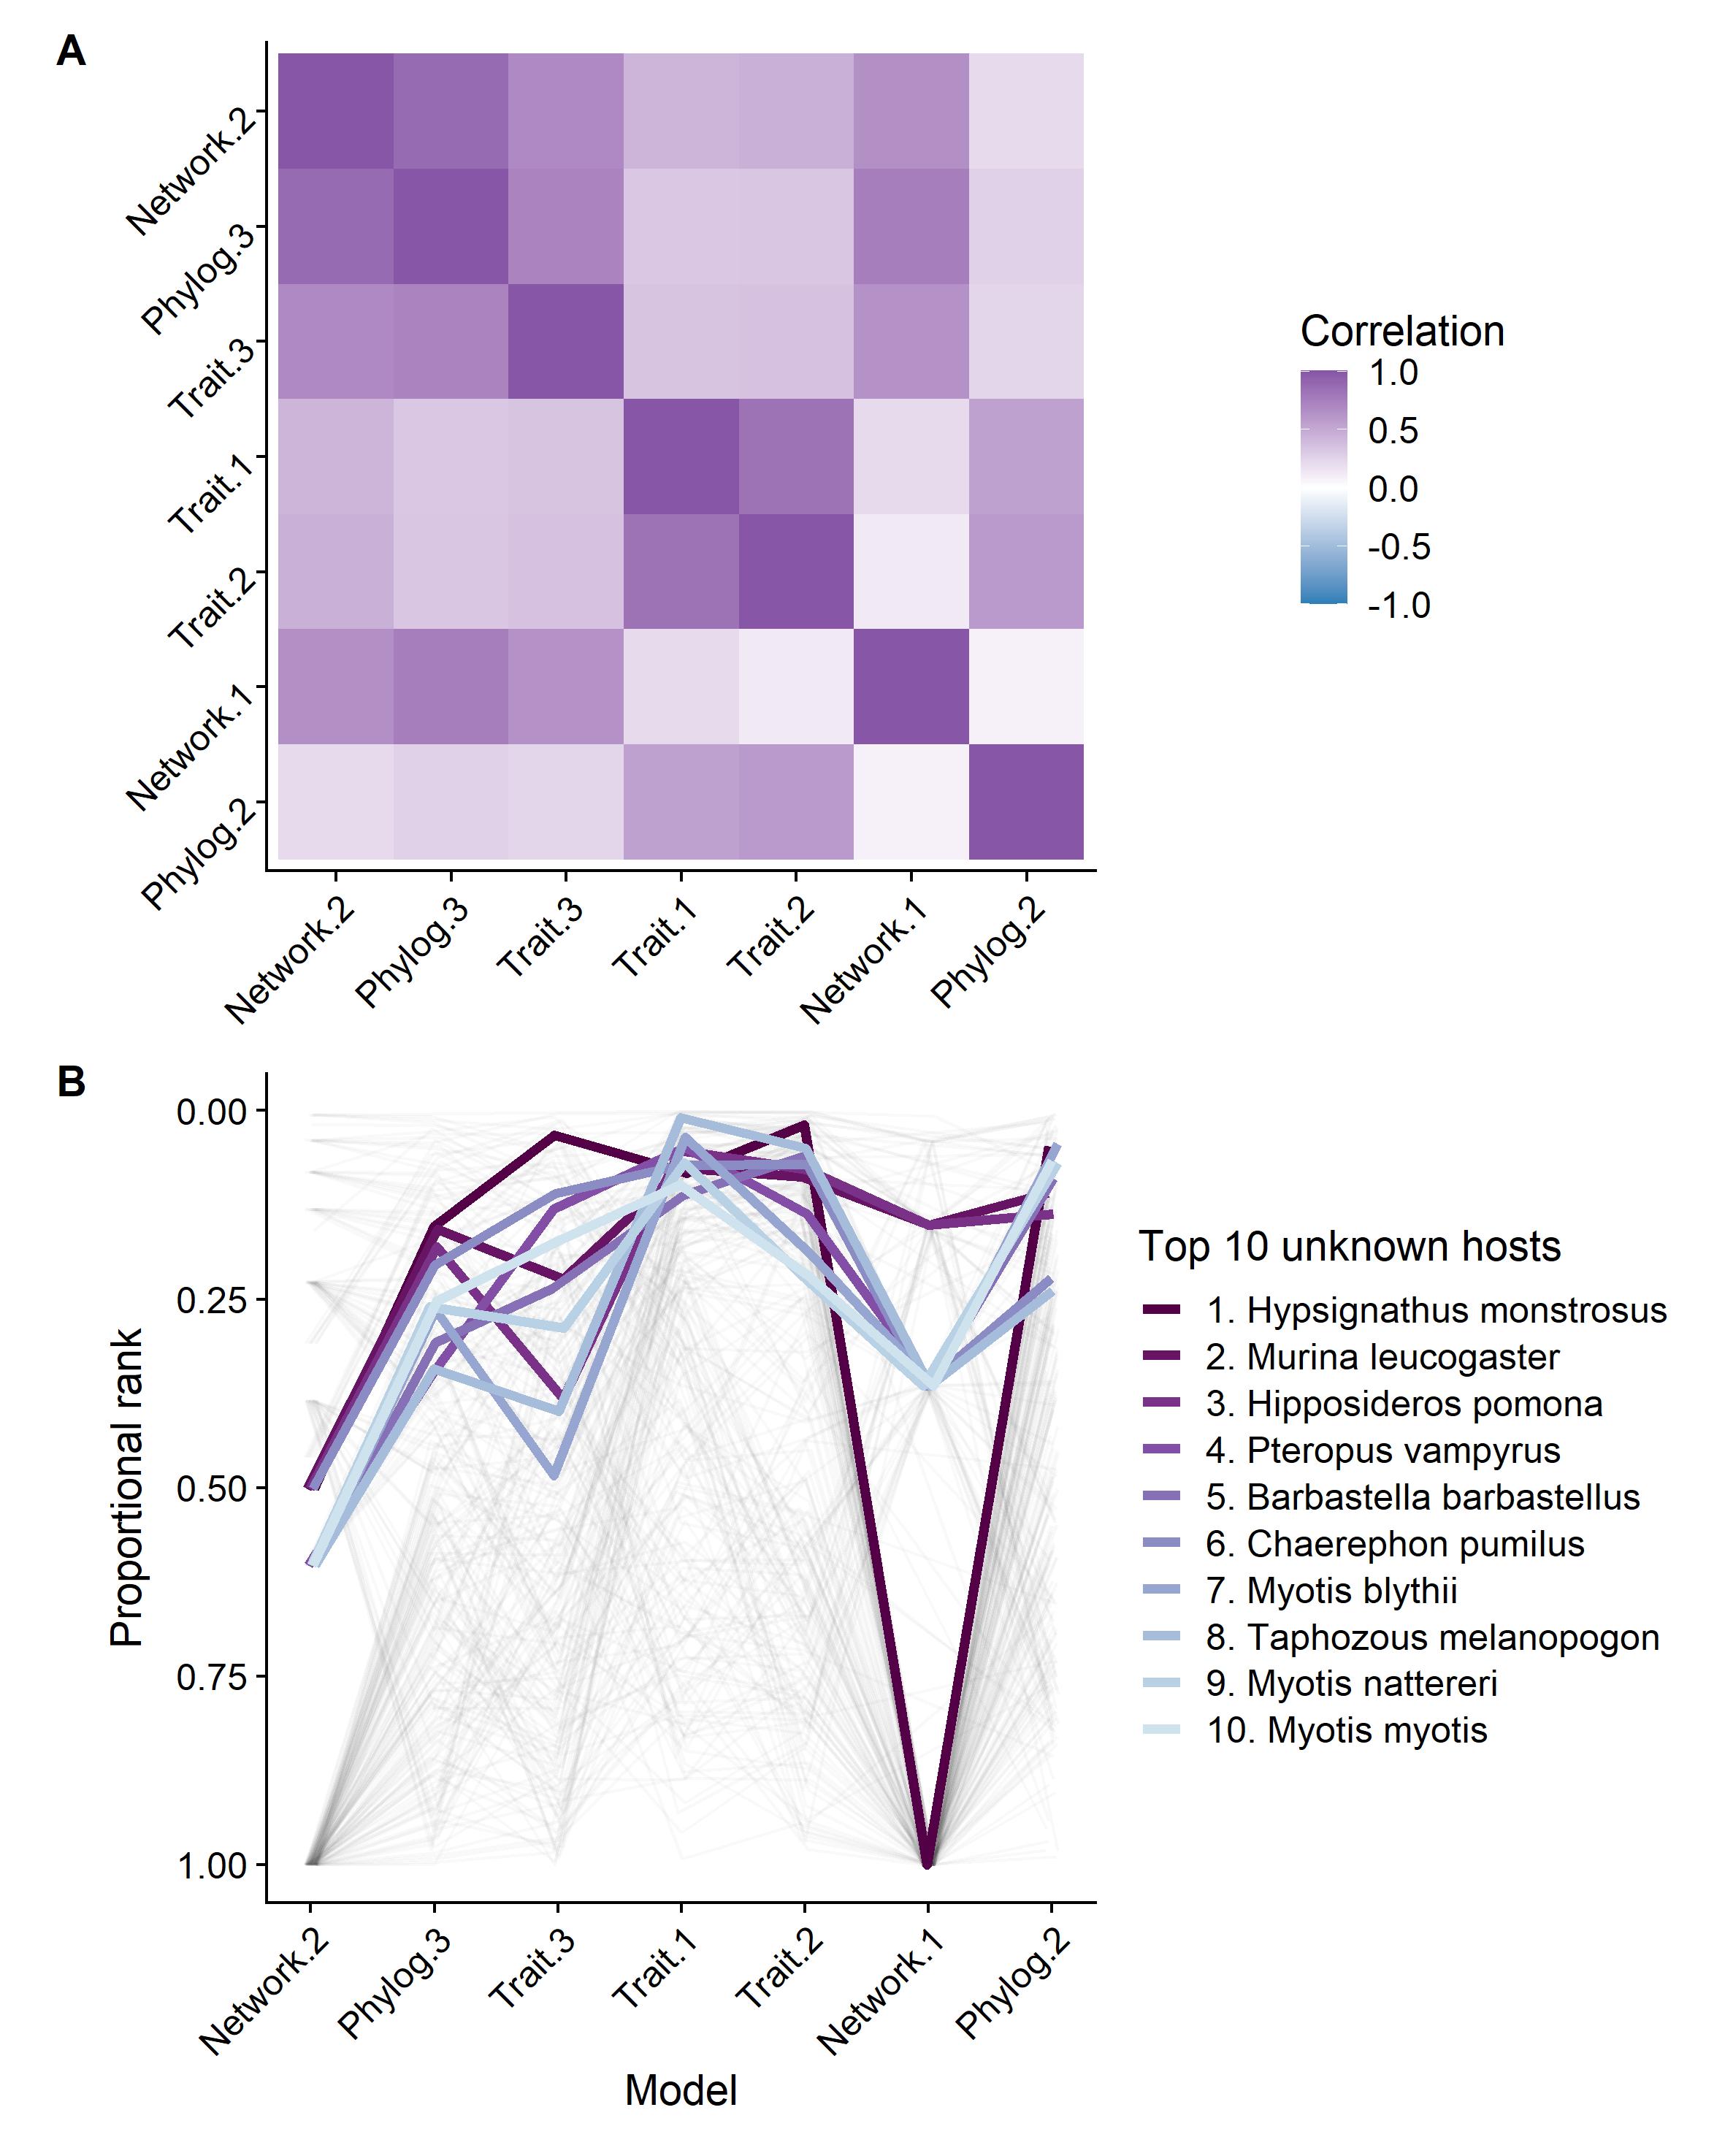 A
Network.2
Phylog.3
Trait.3
Trait.1
Trait.2
Network.1
Phylog.2
Network.2
Phylog.3
Trait.3
Trait.1
Trait.2
Network.1
Phylog.2
Correlation
1.0
0.5
0.0
-0.5
-1.0
B
Proportional rank
0.00
0.25
0.50
0.75
1.00
Network.2
Phylog.3
Trait.3
Trait.1
Trait.2
Network.1
Phylog.2
Model
Top 10 unknown hosts
1. Hypsignathus monstrosus
2. Murina leucogaster
3. Hipposideros pomona
4. Pteropus vampyrus
5. Barbastella barbastellus
6. Chaerephon pumilus
7. Myotis blythii
8. Taphozous melanopogon
9. Myotis nattereri
10. Myotis myotis